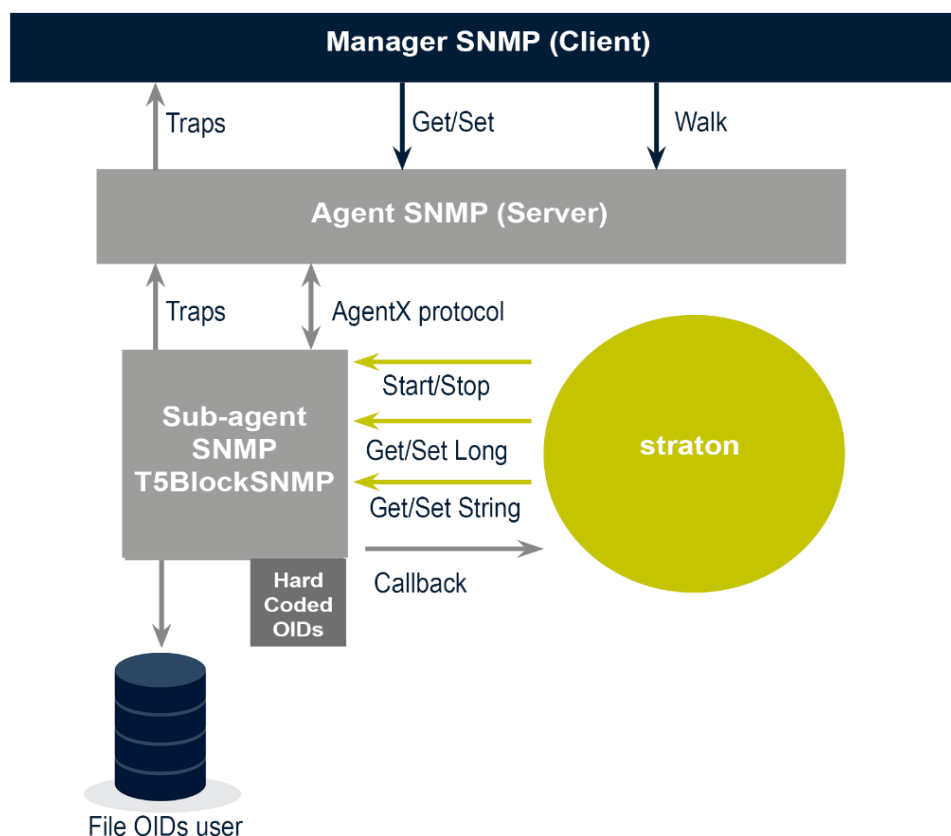 Manager SNMP (Client)
Traps
Get/Set
Walk
Agent SNMP (Server)
Traps
AgentX protocol
Start/Stop
Sub-agent
SNMP
T5BlockSNMP
Get/Set Long
straton
Get/Set String
Hard
Coded
OIDs
Callback
File OIDs user